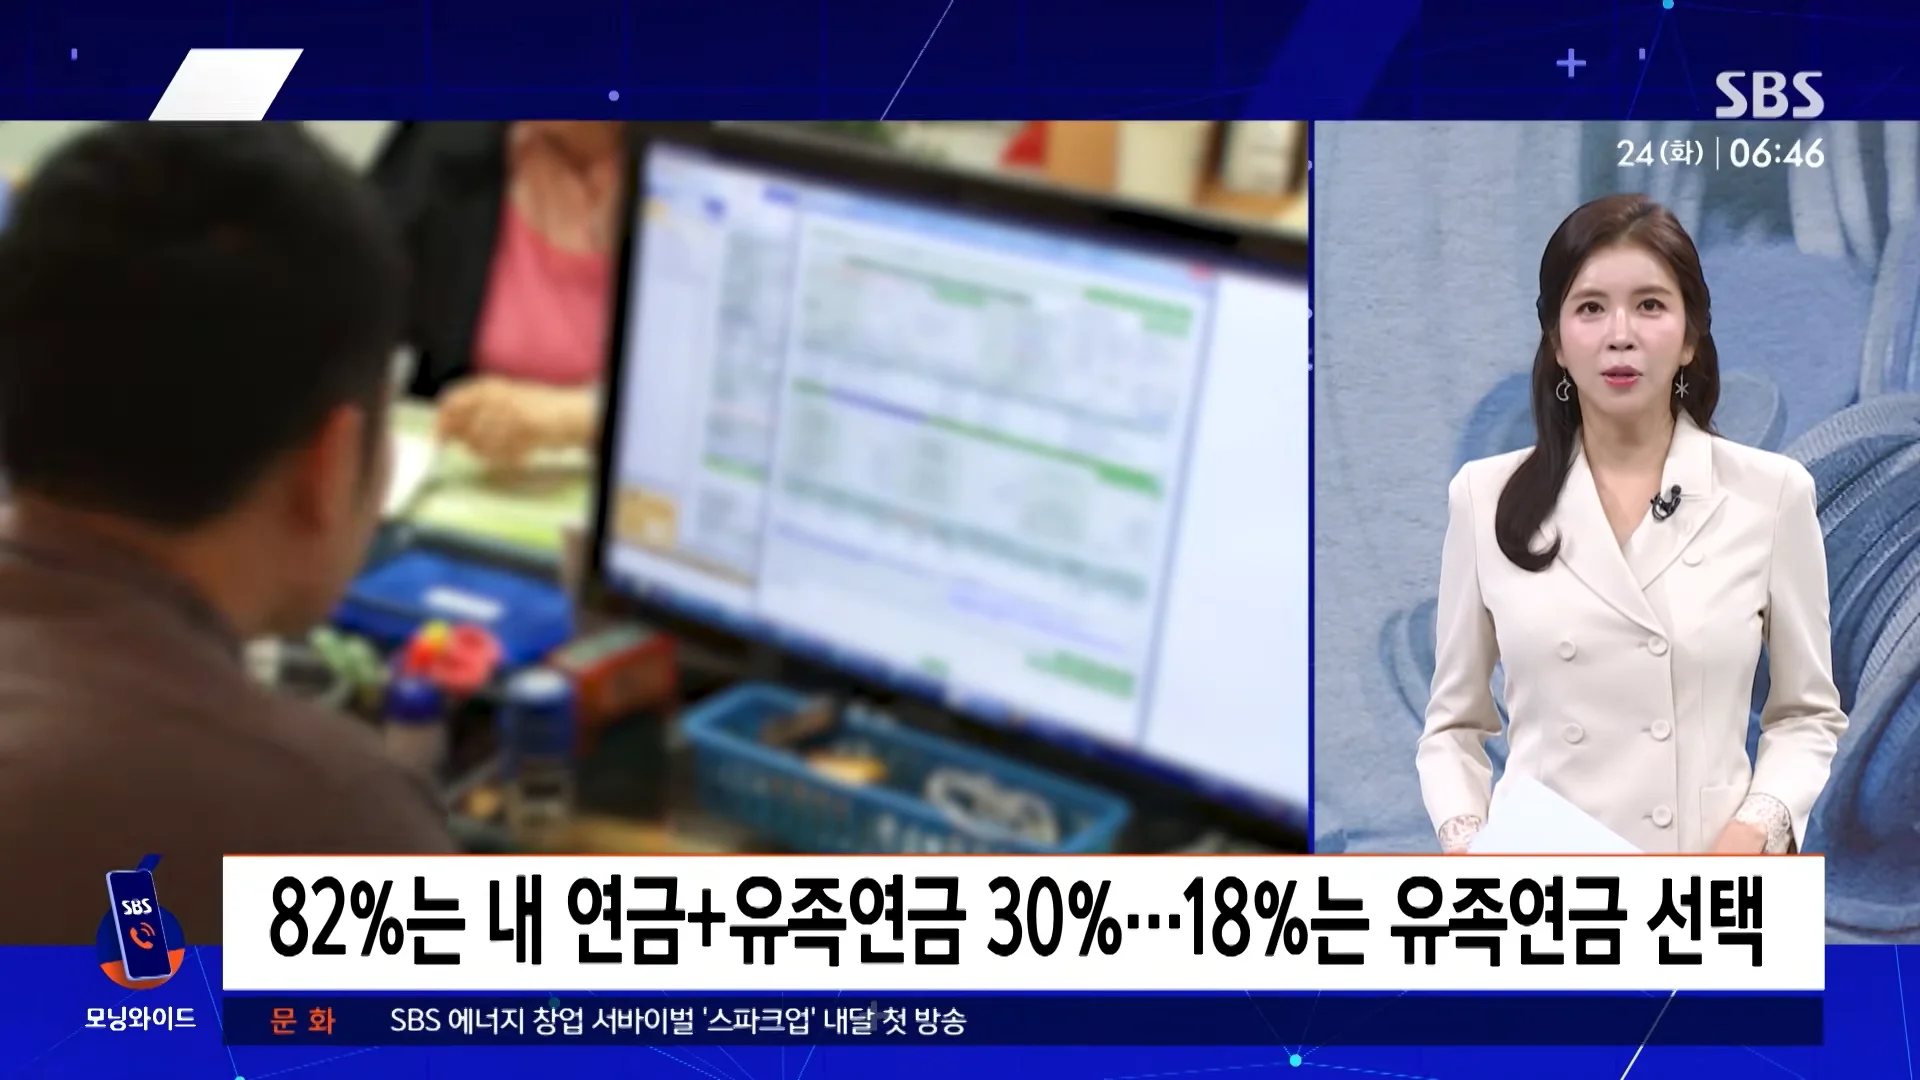 SBS
24(화) | 06:46
SBS
82%는 내 연금+유족연금 30%…18%는 유족연금 선택
모닝와이드
문화 SBS 에너지 창업 서바이벌 '스파크업' 내달 첫 방송